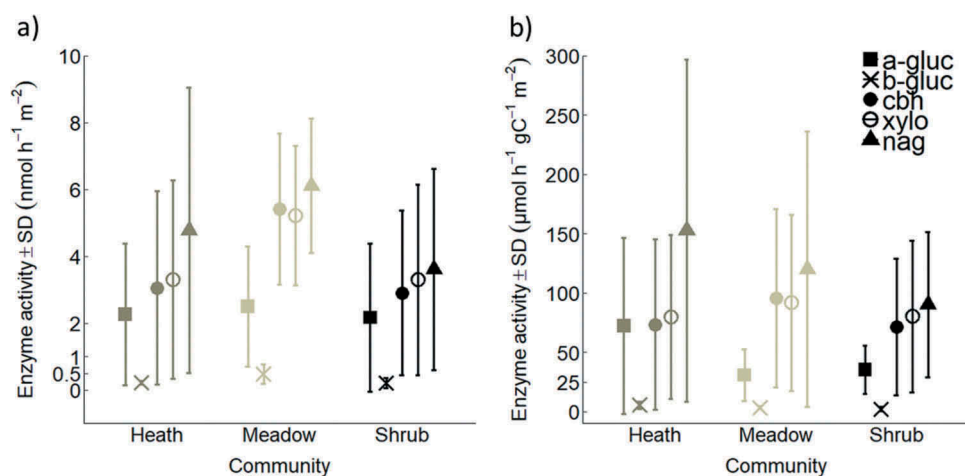 a)
Enzyme activity ± SD (nmol h⁻¹ m⁻²)
10
8
6
4
2
1
0.5
0
Heath Meadow Shrub
Community
b)
Enzyme activity ± SD (μmol h⁻¹ gC⁻¹ m⁻²)
300
250
200
150
100
50
25
0
a-gluc
b-gluc
cbh
xylo
nag
Heath Meadow Shrub
Community